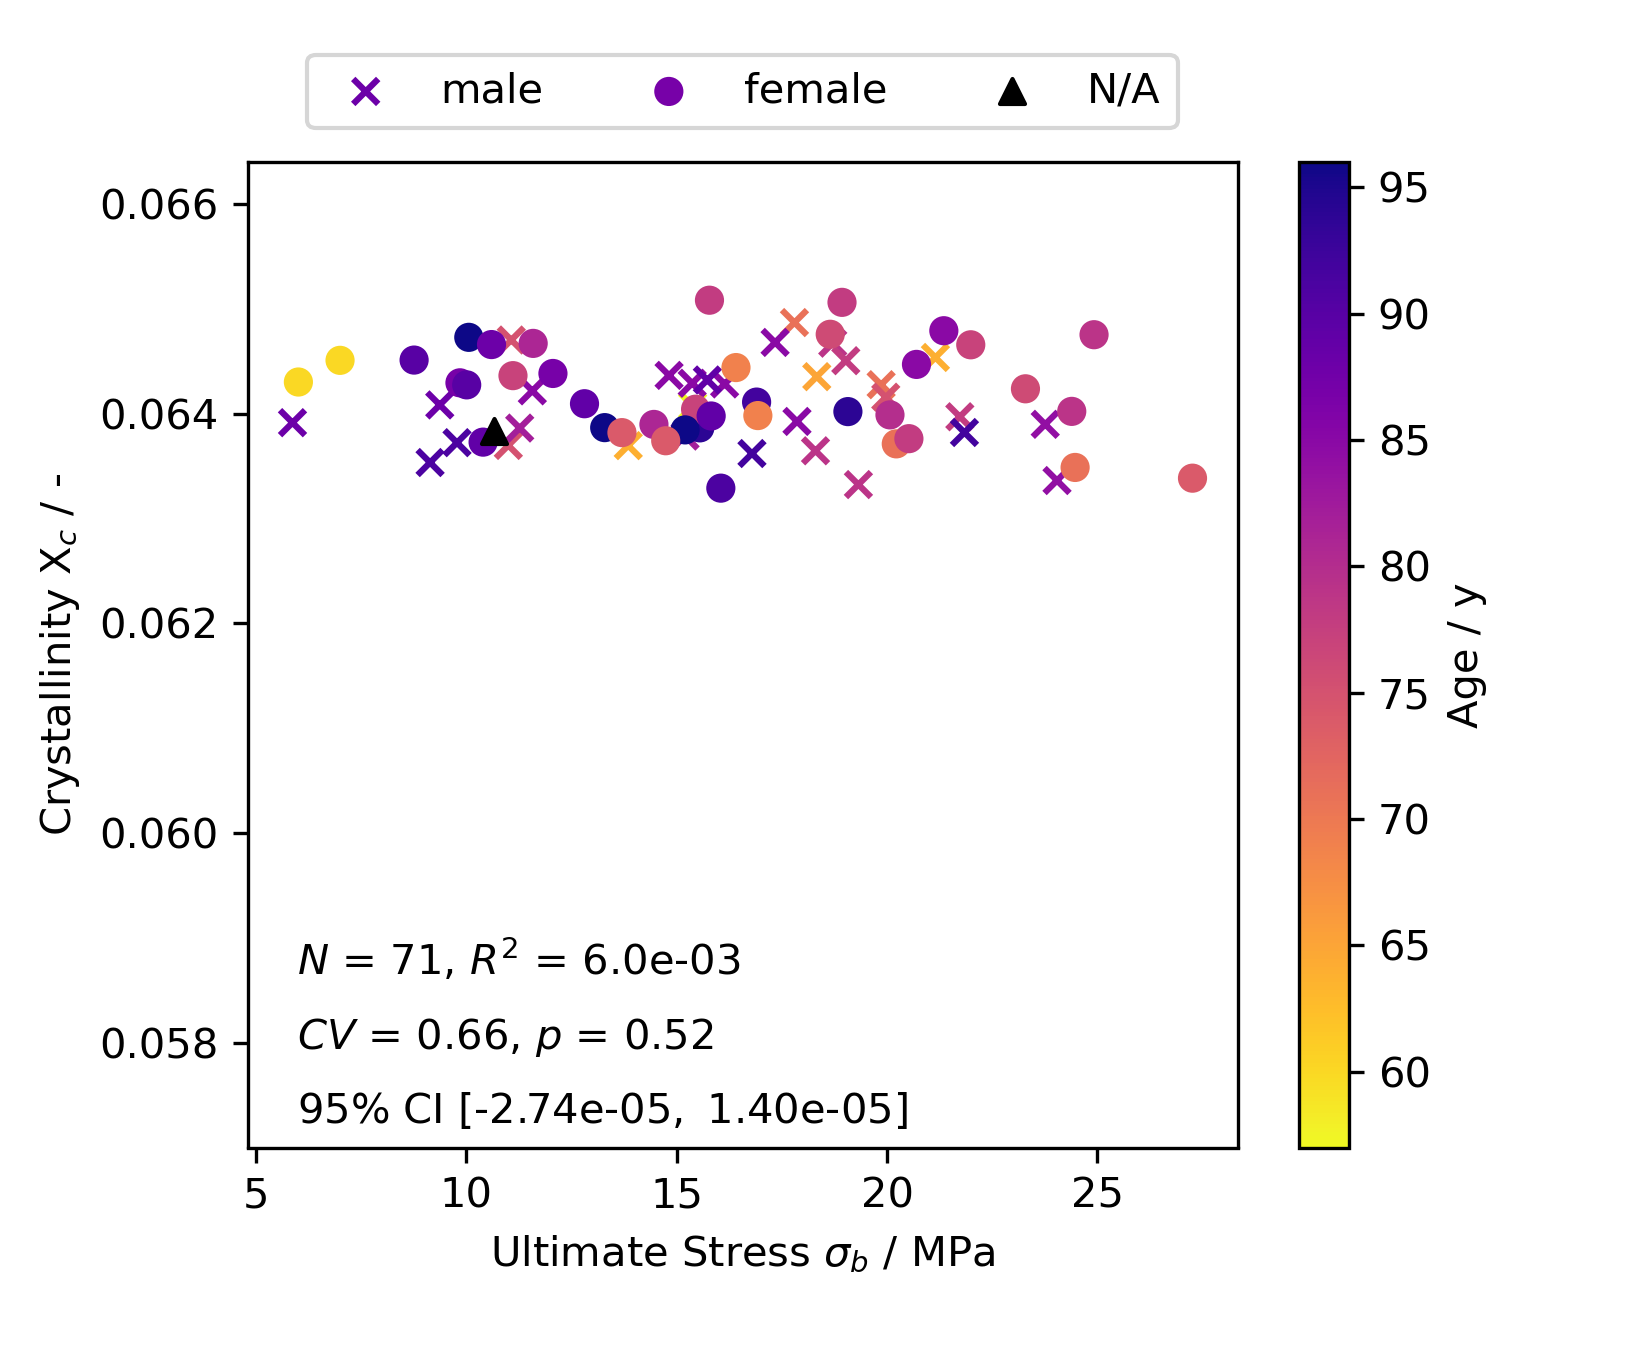 male female N/A
0.066
0.064
0.062
0.060
0.058
Crystallinity X_c / -
N = 71, R² = 6.0e-03
CV = 0.66, p = 0.52
95% CI [-2.74e-05, 1.40e-05]
5 10 15 20 25
Ultimate Stress σ_b / MPa
95
90
85
80
75
70
65
60
Age / y